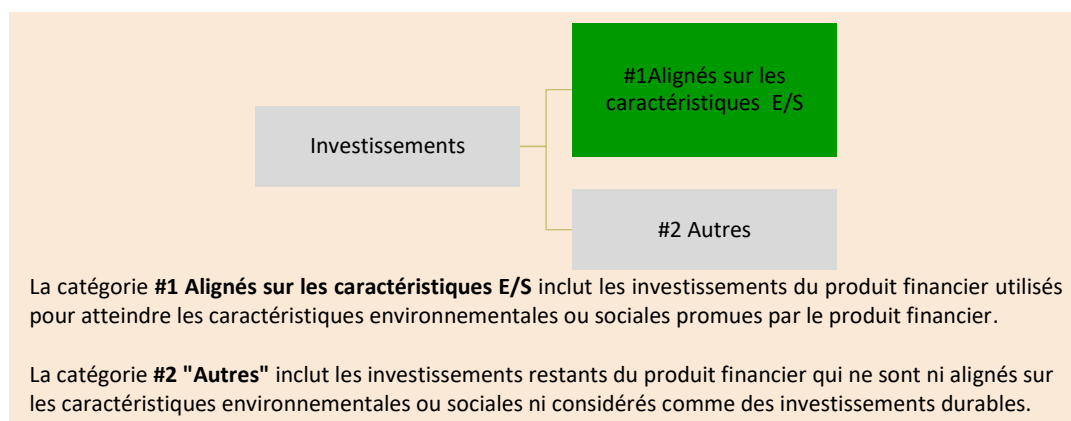 #1Alignés sur les
caractéristiques E/S
Investissements
#2 Autres
La catégorie #1 Alignés sur les caractéristiques E/S inclut les investissements du produit financier utilisés
pour atteindre les caractéristiques environnementales ou sociales promues par le produit financier.
La catégorie #2 "Autres" inclut les investissements restants du produit financier qui ne sont ni alignés sur
les caractéristiques environnementales ou sociales ni considérés comme des investissements durables.